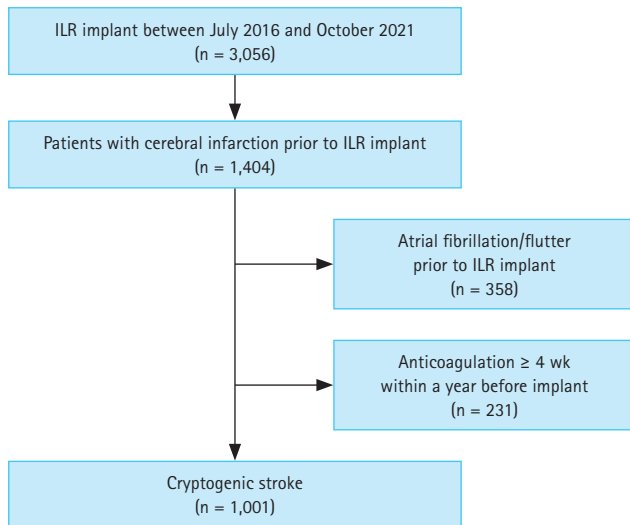 ILR implant between July 2016 and October 2021
(n = 3,056)
Patients with cerebral infarction prior to ILR implant
(n = 1,404)
Atrial fibrillation/flutter
prior to ILR implant
(n = 358)
Anticoagulation ≥ 4 wk
within a year before implant
(n = 231)
Cryptogenic stroke
(n = 1,001)